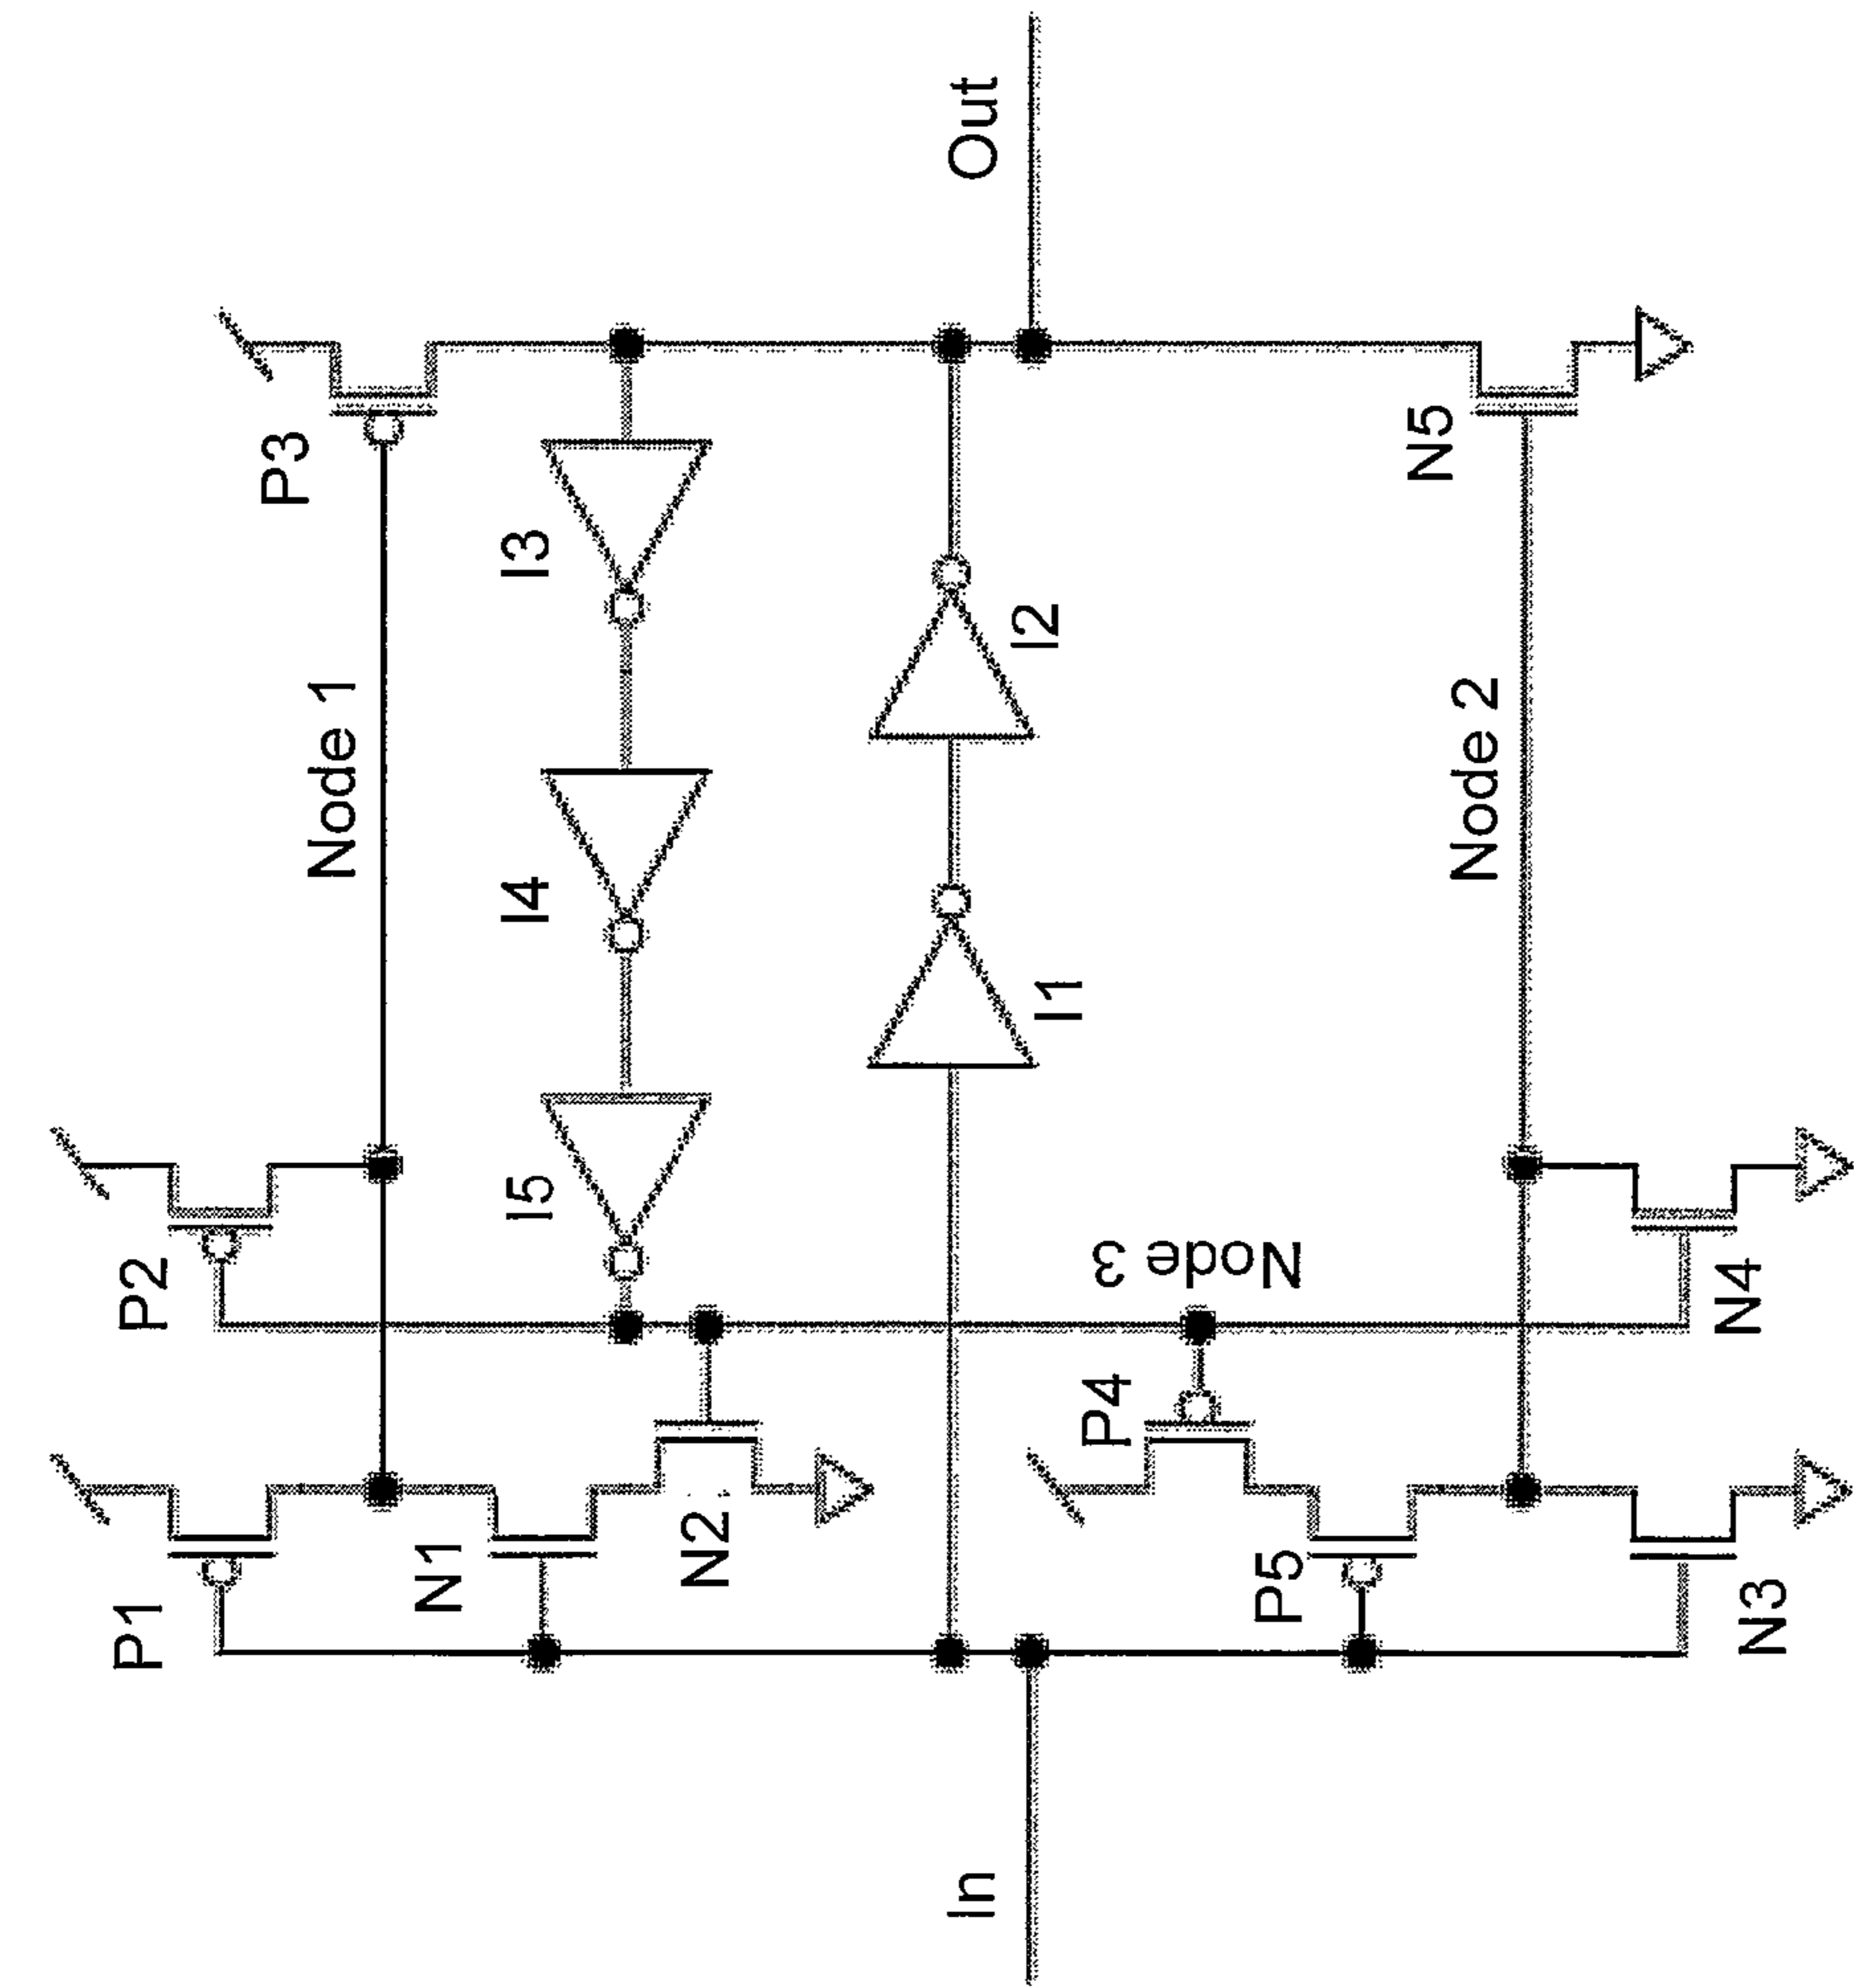 P1
P2
P3
Node 1
N1
I5
I4
I3
N2
In
Out
I1
I2
P4
Node 3
P5
Node 2
N5
N3
N4